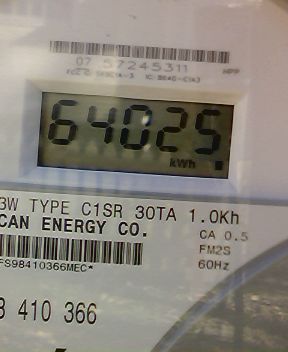 07 57245311 HPP
64025
kWh
3W TYPE C1SR 30TA 1.0Kh
CAN ENERGY CO.
CA 0.5
FM2S
FS98410366MEC*
60Hz
410 366